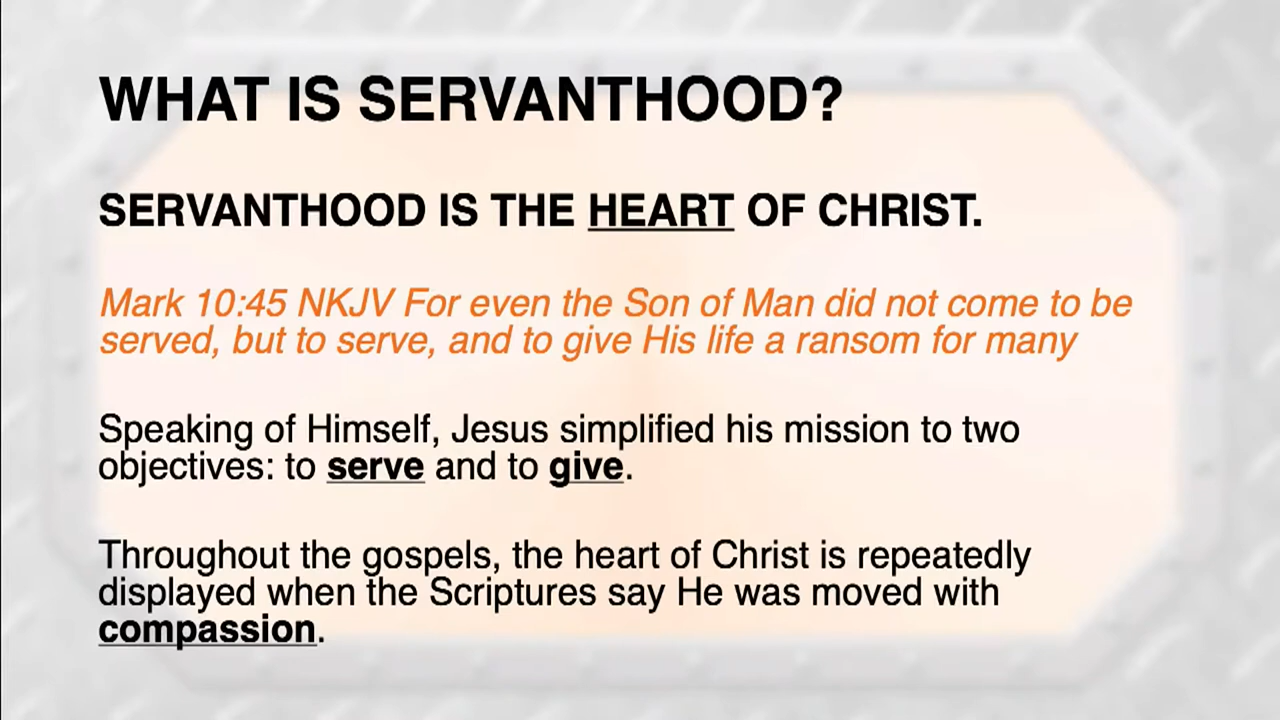 WHAT IS SERVANTHOOD?
SERVANTHOOD IS THE HEART OF CHRIST.
Mark 10:45 NKJV For even the Son of Man did not come to be
served, but to serve, and to give His life a ransom for many
Speaking of Himself, Jesus simplified his mission to two
objectives: to serve and to give.
Throughout the gospels, the heart of Christ is repeatedly
displayed when the Scriptures say He was moved with
compassion.